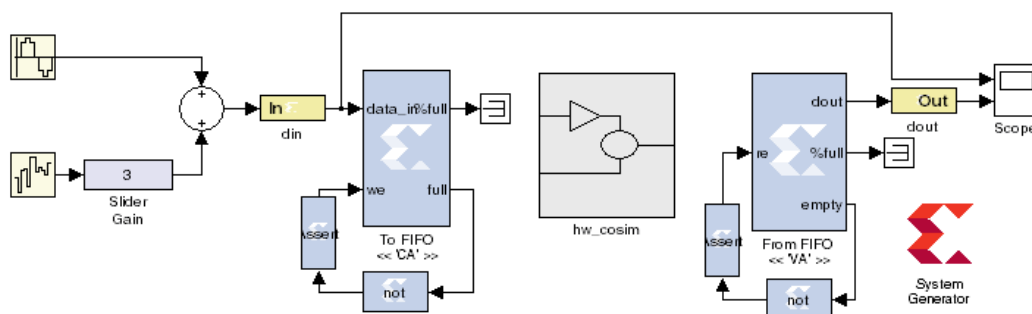 +
+
In
din
3
Slider
Gain
data_in
%full
we
full
To FIFO
<< 'CA' >>
Assert
not
hw_cosim
re
dout
%full
empty
From FIFO
<< 'VA' >>
Assert
not
Out
dout
Scope
System
Generator